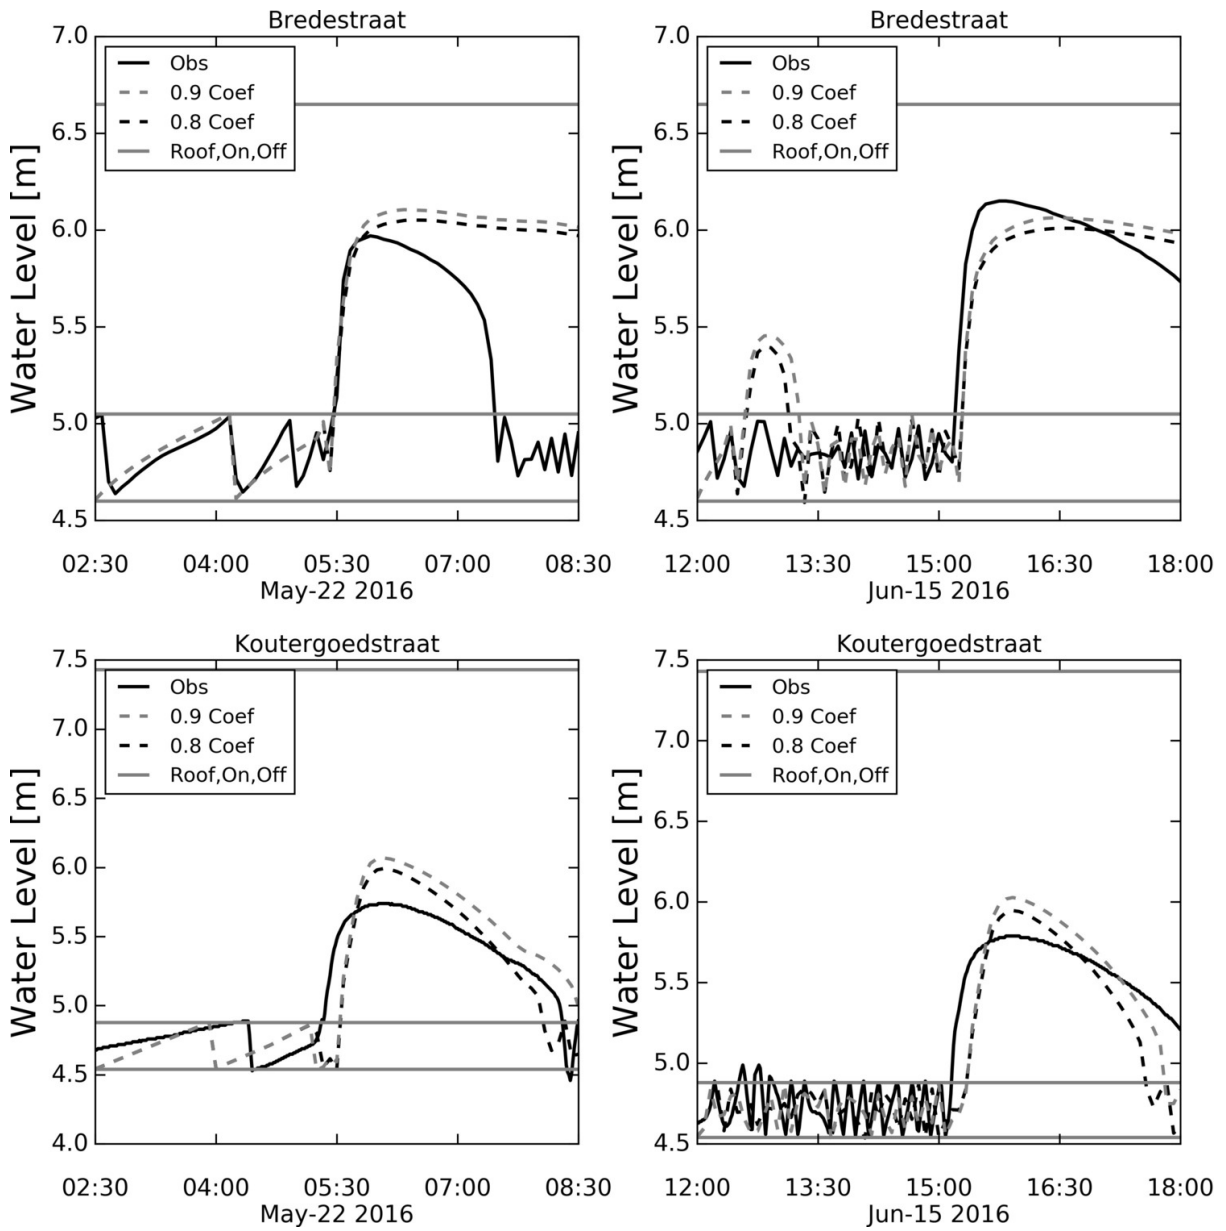 Bredestraat
7.0
6.5
6.0
5.5
5.0
4.5
Water Level [m]
Obs
0.9 Coef
0.8 Coef
Roof,On,Off
02:30 04:00 05:30 07:00 08:30
May-22 2016
Bredestraat
7.0
6.5
6.0
5.5
5.0
4.5
Water Level [m]
Obs
0.9 Coef
0.8 Coef
Roof,On,Off
12:00 13:30 15:00 16:30 18:00
Jun-15 2016
Koutergoedstraat
7.5
7.0
6.5
6.0
5.5
5.0
4.5
4.0
Water Level [m]
Obs
0.9 Coef
0.8 Coef
Roof,On,Off
02:30 04:00 05:30 07:00 08:30
May-22 2016
Koutergoedstraat
7.5
7.0
6.5
6.0
5.5
5.0
4.5
Water Level [m]
Obs
0.9 Coef
0.8 Coef
Roof,On,Off
12:00 13:30 15:00 16:30 18:00
Jun-15 2016